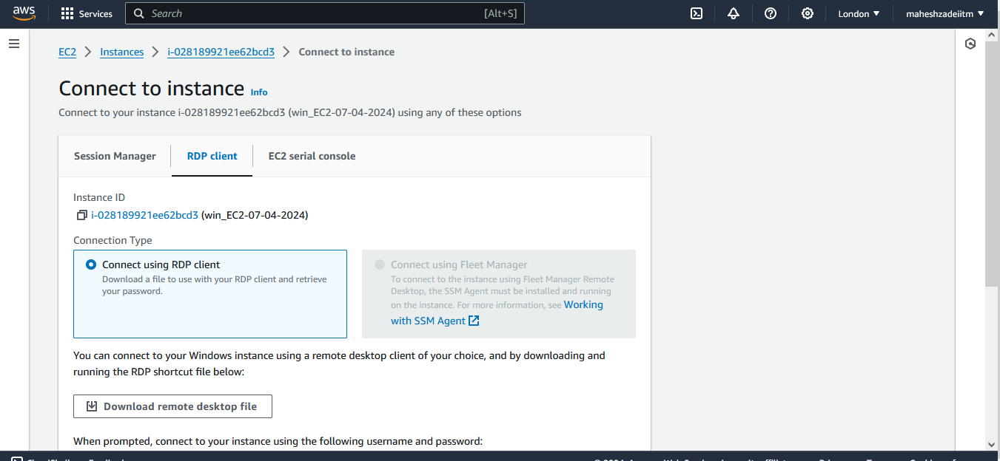 aws Services Search [Alt+S] London maheshzadeiitm
EC2 Instances i-028189921ee62bcd3 Connect to instance
Connect to instance Info
Connect to your instance i-028189921ee62bcd3 (win_EC2-07-04-2024) using any of these options
Session Manager RDP client EC2 serial console
Instance ID
i-028189921ee62bcd3 (win_EC2-07-04-2024)
Connection Type
Connect using RDP client
Download a file to use with your RDP client and retrieve
your password.
Connect using Fleet Manager
To connect to the instance using Fleet Manager Remote
Desktop, the SSM Agent must be installed and running
on the instance. For more information, see Working
with SSM Agent
You can connect to your Windows instance using a remote desktop client of your choice, and by downloading and
running the RDP shortcut file below:
Download remote desktop file
When prompted, connect to your instance using the following username and password: